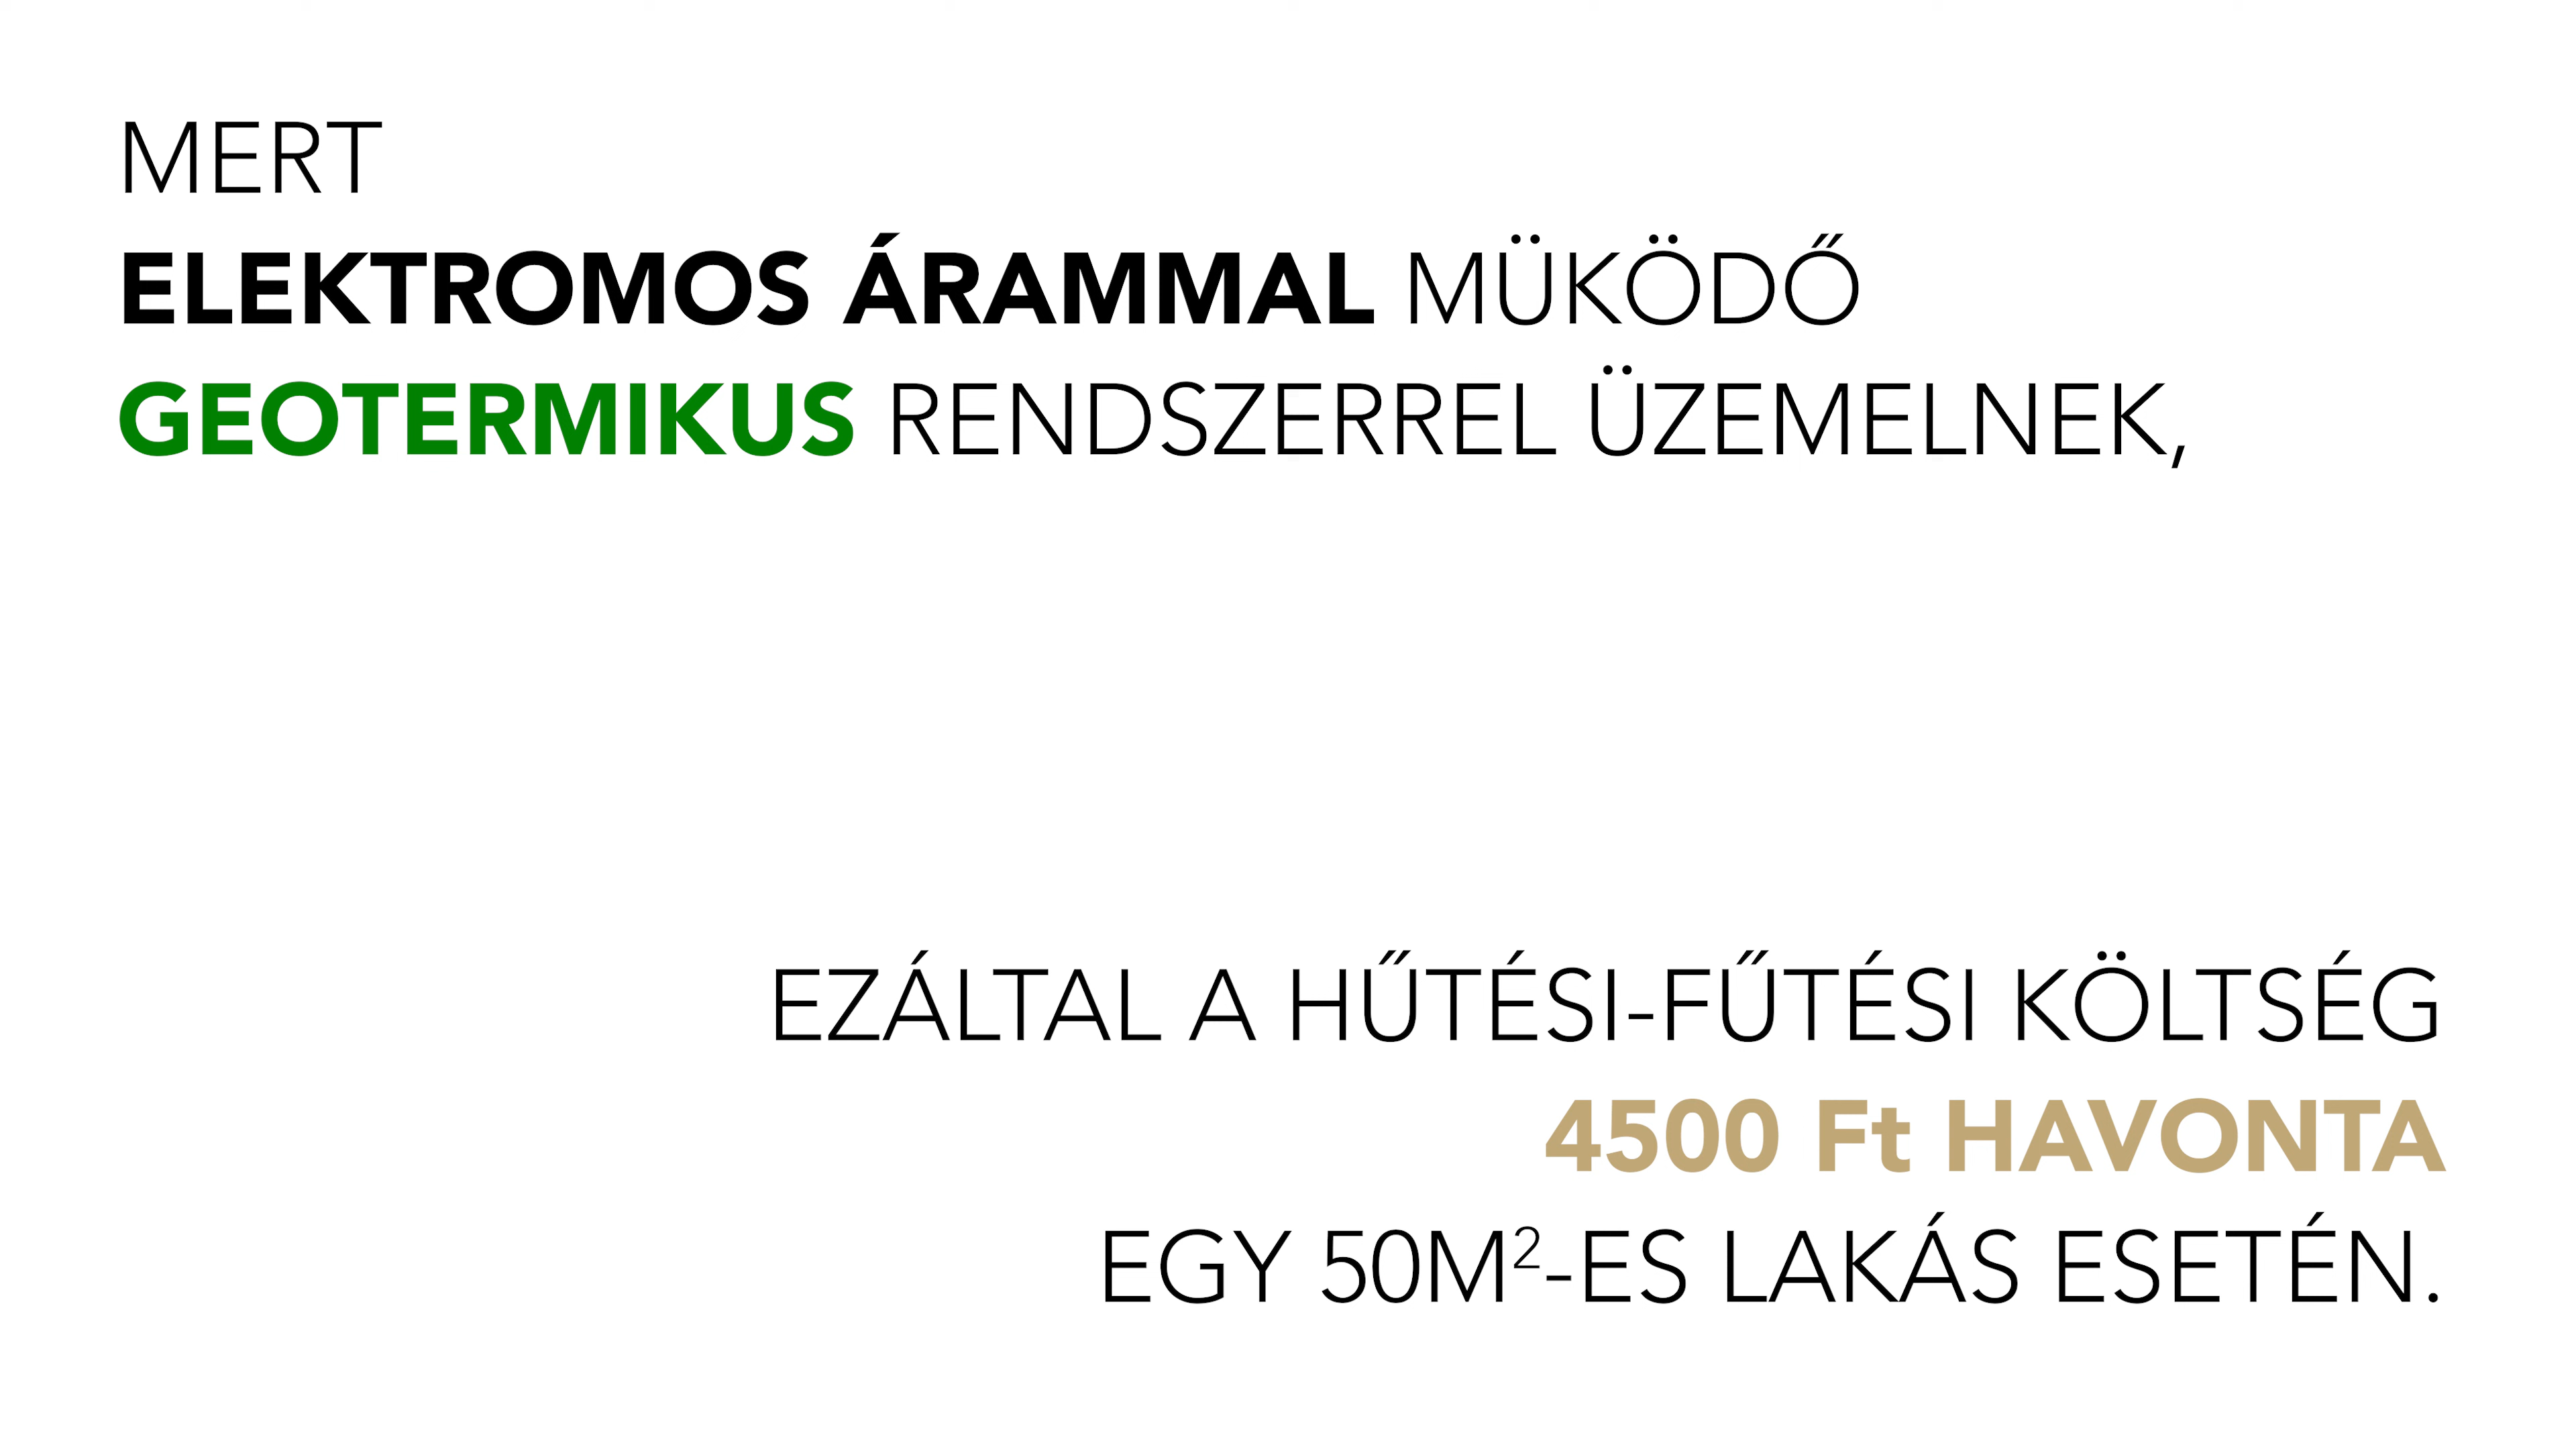 MERT
ELEKTROMOS ÁRAMMAL MÜKÖDŐ
GEOTERMIKUS RENDSZERREL ÜZEMELNEK,
EZÁLTAL A HŰTÉSI-FŰTÉSI KÖLTSÉG
4500 Ft HAVONTA
EGY 50M²-ES LAKÁS ESETÉN.